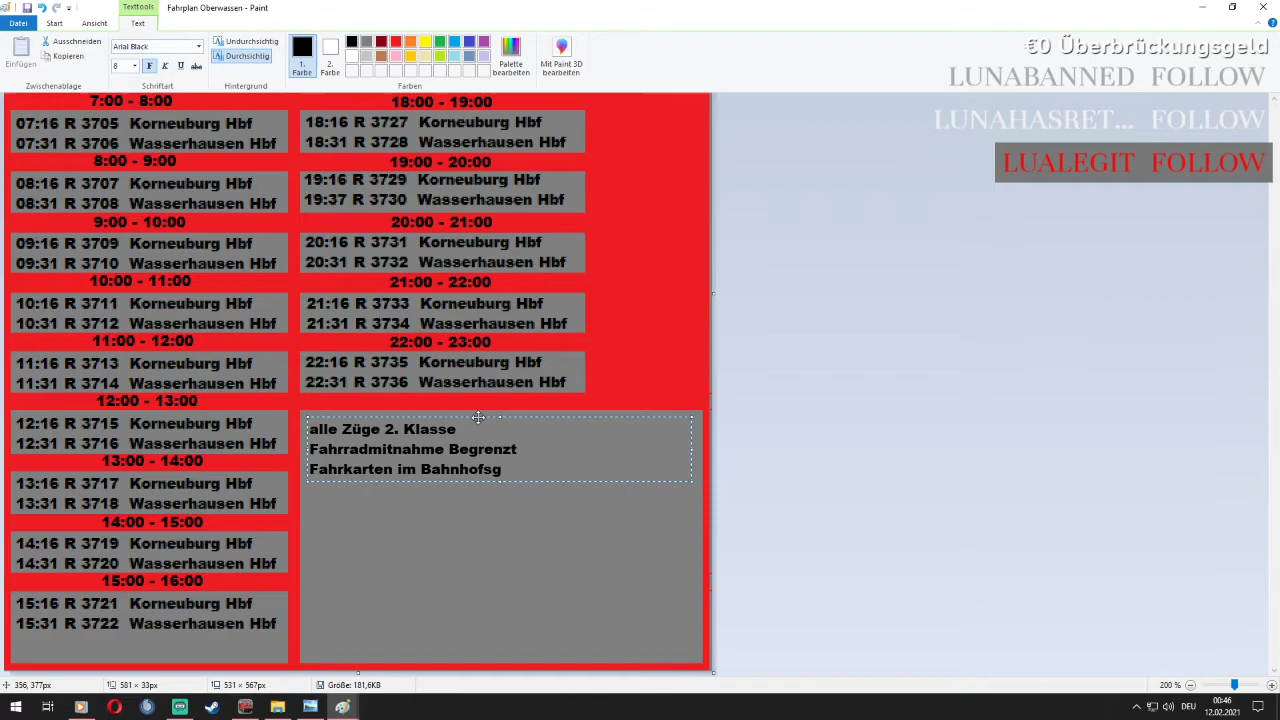 Texttools
Fahrplan Oberwassen - Paint
Datei Start Ansicht Text
Einfügen
Ausschneiden
Kopieren
Zwischenablage
Arial Black
8
F K U abc
Schriftart
Undurchsichtig
Durchsichtig
Hintergrund
1. Farbe
2. Farbe
Palette bearbeiten
Mit Paint 3D bearbeiten
Farben
€0 Überbrückungsgeld
LUNABANNED FOLLOW
LUNAHASRET... FOLLOW
LUALEGIT FOLLOW
7:00 - 8:00
07:16 R 3705 Korneuburg Hbf
07:31 R 3706 Wasserhausen Hbf
8:00 - 9:00
08:16 R 3707 Korneuburg Hbf
08:31 R 3708 Wasserhausen Hbf
9:00 - 10:00
09:16 R 3709 Korneuburg Hbf
09:31 R 3710 Wasserhausen Hbf
10:00 - 11:00
10:16 R 3711 Korneuburg Hbf
10:31 R 3712 Wasserhausen Hbf
11:00 - 12:00
11:16 R 3713 Korneuburg Hbf
11:31 R 3714 Wasserhausen Hbf
12:00 - 13:00
12:16 R 3715 Korneuburg Hbf
12:31 R 3716 Wasserhausen Hbf
13:00 - 14:00
13:16 R 3717 Korneuburg Hbf
13:31 R 3718 Wasserhausen Hbf
14:00 - 15:00
14:16 R 3719 Korneuburg Hbf
14:31 R 3720 Wasserhausen Hbf
15:00 - 16:00
15:16 R 3721 Korneuburg Hbf
15:31 R 3722 Wasserhausen Hbf
18:00 - 19:00
18:16 R 3727 Korneuburg Hbf
18:31 R 3728 Wasserhausen Hbf
19:00 - 20:00
19:16 R 3729 Korneuburg Hbf
19:37 R 3730 Wasserhausen Hbf
20:00 - 21:00
20:16 R 3731 Korneuburg Hbf
20:31 R 3732 Wasserhausen Hbf
21:00 - 22:00
21:16 R 3733 Korneuburg Hbf
21:31 R 3734 Wasserhausen Hbf
22:00 - 23:00
22:16 R 3735 Korneuburg Hbf
22:31 R 3736 Wasserhausen Hbf
alle Züge 2. Klasse
Fahrradmitnahme Begrenzt
Fahrkarten im Bahnhofsg
356, 377px
581 × 33px
531 × 567px
Größe: 181,6KB
200 %
DEU
00:46
12.02.2021